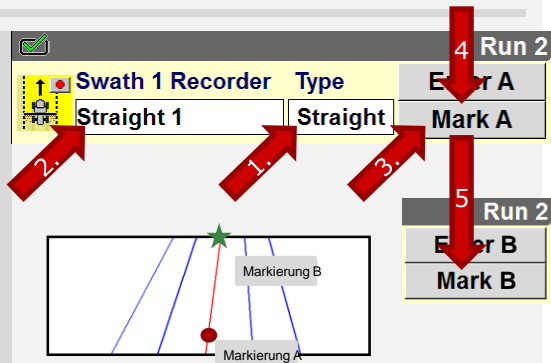 4 Run 2
Swath 1 Recorder Type
Straight 1 Straight Mark A
2. 1. 3.
5 Run 2
Mark B
Markierung B
Markierung A